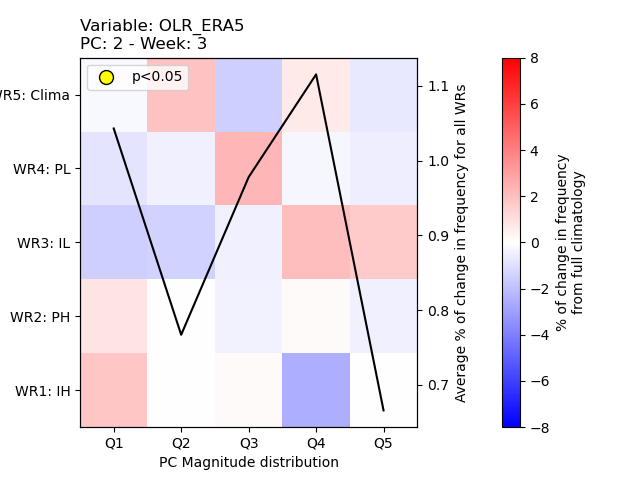 Variable: OLR_ERA5
PC: 2 - Week: 3
p<0.05
WR5: Clima
WR4: PL
WR3: IL
WR2: PH
WR1: IH
Q1 Q2 Q3 Q4 Q5
PC Magnitude distribution
1.1
1.0
0.9
0.8
0.7
Average % of change in frequency for all WRs
8
6
4
2
0
−2
−4
−6
−8
% of change in frequency
from full climatology